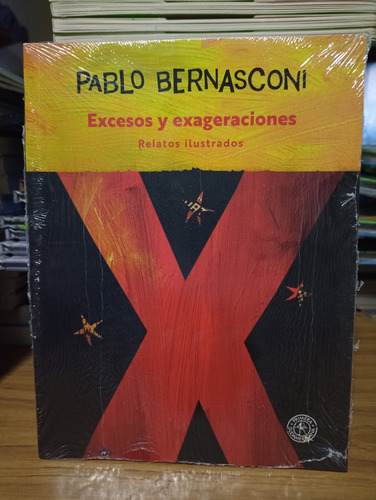 PABLO BERNASCONI
Excesos y exageraciones
Relatos ilustrados